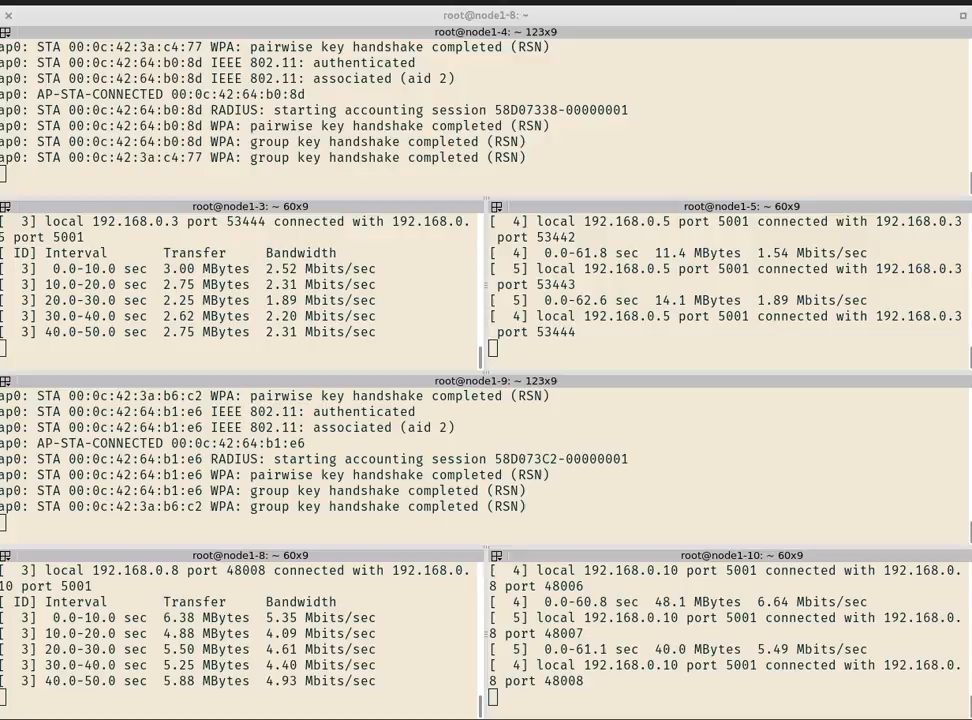 root@node1-8: ~
root@node1-4: ~ 123x9
ap0: STA 00:0c:42:3a:c4:77 WPA: pairwise key handshake completed (RSN)
ap0: STA 00:0c:42:64:b0:8d IEEE 802.11: authenticated
ap0: STA 00:0c:42:64:b0:8d IEEE 802.11: associated (aid 2)
ap0: AP-STA-CONNECTED 00:0c:42:64:b0:8d
ap0: STA 00:0c:42:64:b0:8d RADIUS: starting accounting session 58D07338-00000001
ap0: STA 00:0c:42:64:b0:8d WPA: pairwise key handshake completed (RSN)
ap0: STA 00:0c:42:64:b0:8d WPA: group key handshake completed (RSN)
ap0: STA 00:0c:42:3a:c4:77 WPA: group key handshake completed (RSN)
root@node1-3: ~ 60x9
[ 3] local 192.168.0.3 port 53444 connected with 192.168.0.
5 port 5001
[ ID] Interval Transfer Bandwidth
[ 3] 0.0-10.0 sec 3.00 MBytes 2.52 Mbits/sec
[ 3] 10.0-20.0 sec 2.75 MBytes 2.31 Mbits/sec
[ 3] 20.0-30.0 sec 2.25 MBytes 1.89 Mbits/sec
[ 3] 30.0-40.0 sec 2.62 MBytes 2.20 Mbits/sec
[ 3] 40.0-50.0 sec 2.75 MBytes 2.31 Mbits/sec
root@node1-5: ~ 60x9
[ 4] local 192.168.0.5 port 5001 connected with 192.168.0.3
port 53442
[ 4] 0.0-61.8 sec 11.4 MBytes 1.54 Mbits/sec
[ 5] local 192.168.0.5 port 5001 connected with 192.168.0.3
port 53443
[ 5] 0.0-62.6 sec 14.1 MBytes 1.89 Mbits/sec
[ 4] local 192.168.0.5 port 5001 connected with 192.168.0.3
port 53444
root@node1-9: ~ 123x9
ap0: STA 00:0c:42:3a:b6:c2 WPA: pairwise key handshake completed (RSN)
ap0: STA 00:0c:42:64:b1:e6 IEEE 802.11: authenticated
ap0: STA 00:0c:42:64:b1:e6 IEEE 802.11: associated (aid 2)
ap0: AP-STA-CONNECTED 00:0c:42:64:b1:e6
ap0: STA 00:0c:42:64:b1:e6 RADIUS: starting accounting session 58D073C2-00000001
ap0: STA 00:0c:42:64:b1:e6 WPA: pairwise key handshake completed (RSN)
ap0: STA 00:0c:42:64:b1:e6 WPA: group key handshake completed (RSN)
ap0: STA 00:0c:42:3a:b6:c2 WPA: group key handshake completed (RSN)
root@node1-8: ~ 60x9
[ 3] local 192.168.0.8 port 48008 connected with 192.168.0.
10 port 5001
[ ID] Interval Transfer Bandwidth
[ 3] 0.0-10.0 sec 6.38 MBytes 5.35 Mbits/sec
[ 3] 10.0-20.0 sec 4.88 MBytes 4.09 Mbits/sec
[ 3] 20.0-30.0 sec 5.50 MBytes 4.61 Mbits/sec
[ 3] 30.0-40.0 sec 5.25 MBytes 4.40 Mbits/sec
[ 3] 40.0-50.0 sec 5.88 MBytes 4.93 Mbits/sec
root@node1-10: ~ 60x9
[ 4] local 192.168.0.10 port 5001 connected with 192.168.0.
8 port 48006
[ 4] 0.0-60.8 sec 48.1 MBytes 6.64 Mbits/sec
[ 5] local 192.168.0.10 port 5001 connected with 192.168.0.
8 port 48007
[ 5] 0.0-61.1 sec 40.0 MBytes 5.49 Mbits/sec
[ 4] local 192.168.0.10 port 5001 connected with 192.168.0.
8 port 48008